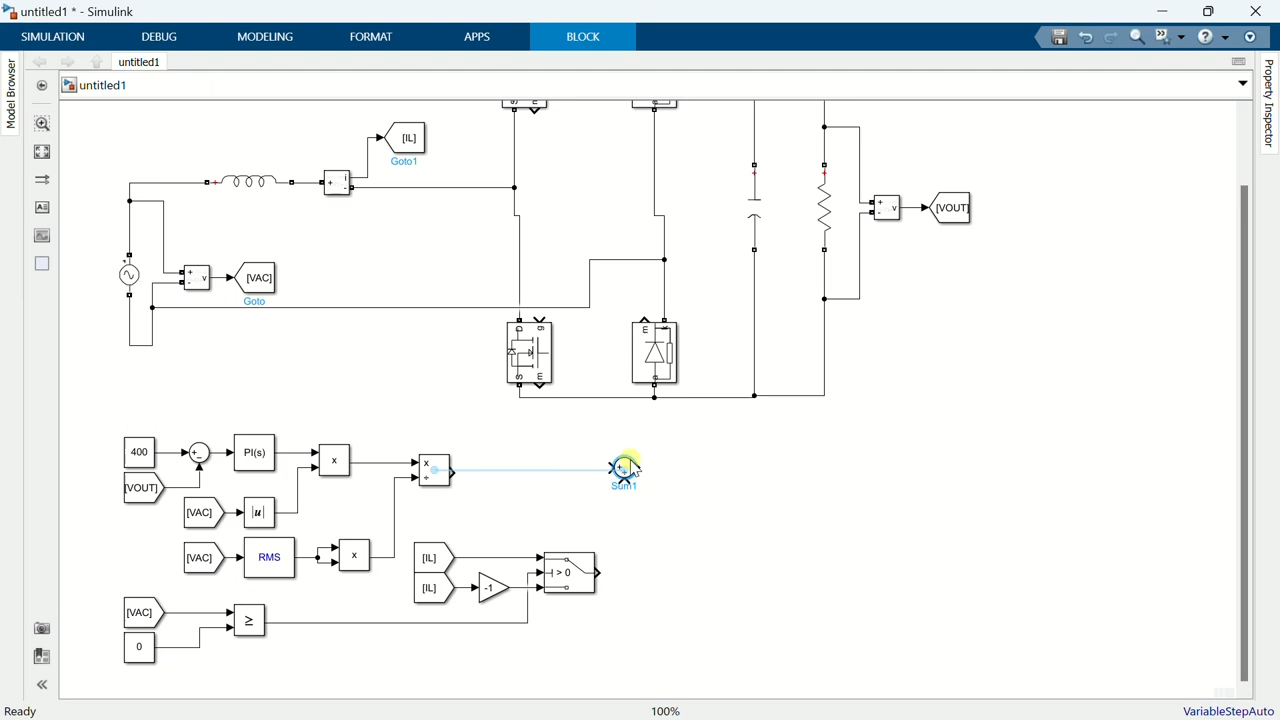 untitled1 * - Simulink
SIMULATION DEBUG MODELING FORMAT APPS BLOCK
untitled1
Model Browser
untitled1
Property Inspector
[IL]
Goto1
+ i -
+ v -
[VAC]
Goto
+ v -
[VOUT]
D g
S m
m k
a
400
PI(s)
x
x
÷
Sum1
[VOUT]
[VAC]
|u|
[VAC]
RMS
x
[IL]
> 0
[IL]
-1
[VAC]
≥
0
Ready
100%
VariableStepAuto